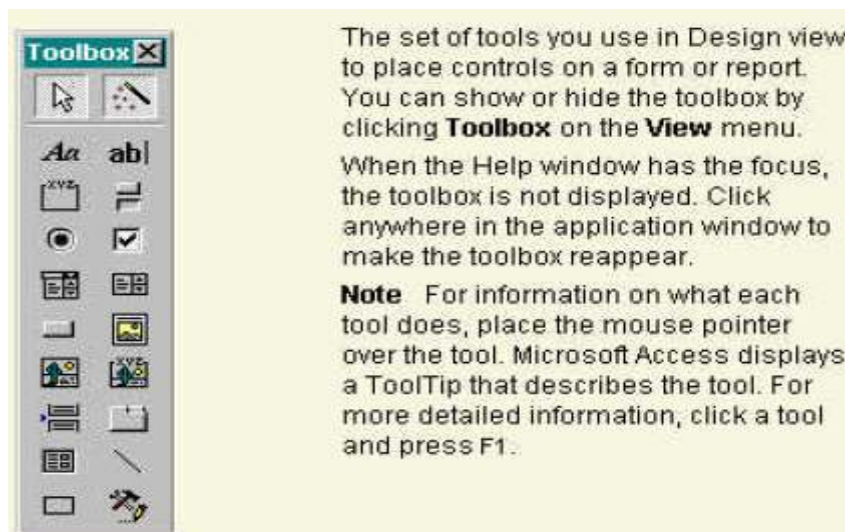 Toolbox
Aa ab|
XYZ
XYZ
The set of tools you use in Design view
to place controls on a form or report.
You can show or hide the toolbox by
clicking Toolbox on the View menu.
When the Help window has the focus,
the toolbox is not displayed. Click
anywhere in the application window to
make the toolbox reappear.
Note For information on what each
tool does, place the mouse pointer
over the tool. Microsoft Access displays
a ToolTip that describes the tool. For
more detailed information, click a tool
and press F1.